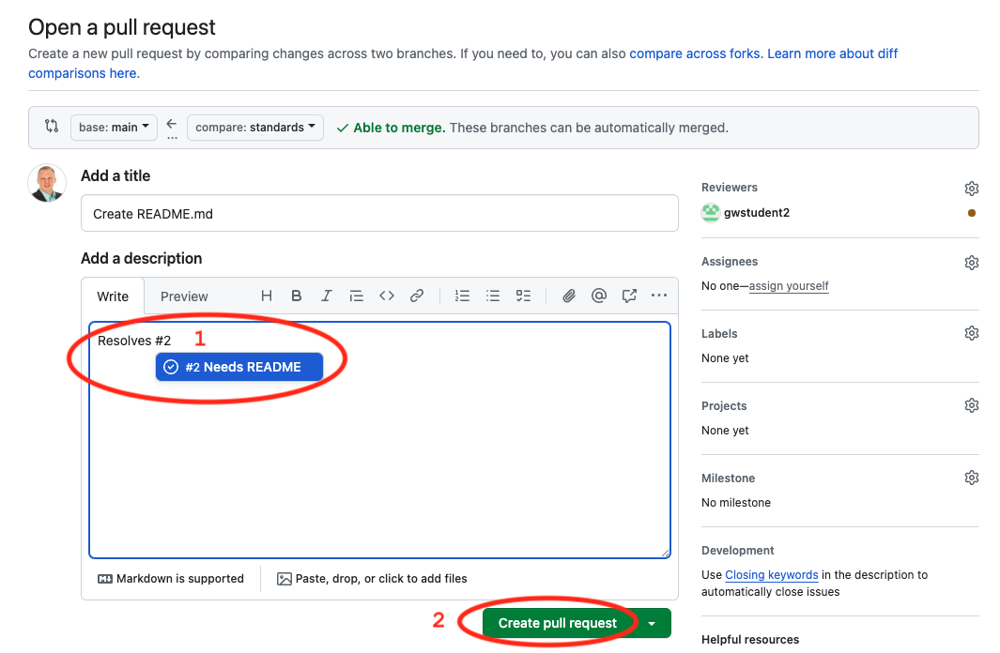 Open a pull request
Create a new pull request by comparing changes across two branches. If you need to, you can also compare across forks. Learn more about diff
comparisons here.
base: main
...
compare: standards
Able to merge. These branches can be automatically merged.
Add a title
Create README.md
Add a description
Write
Preview
Resolves #2
1
#2 Needs README
Markdown is supported
Paste, drop, or click to add files
2
Create pull request
Reviewers
gwstudent2
Assignees
No one—assign yourself
Labels
None yet
Projects
None yet
Milestone
No milestone
Development
Use Closing keywords in the description to
automatically close issues
Helpful resources